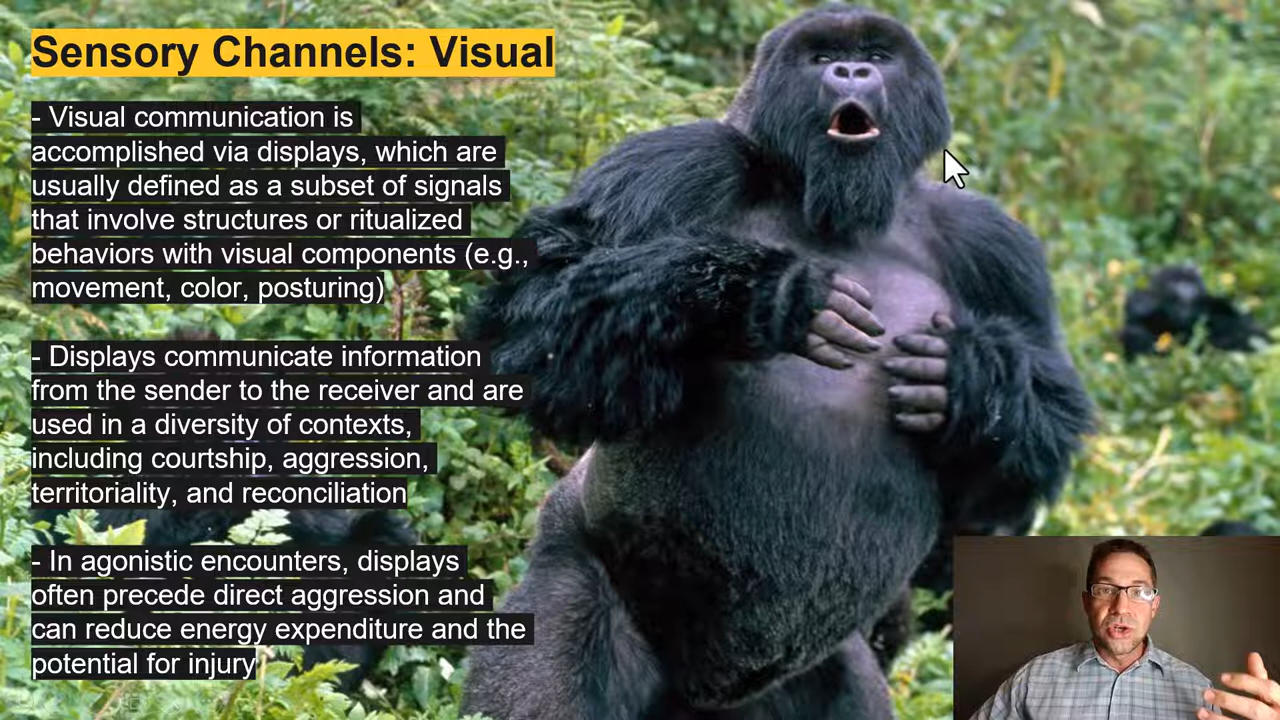 Sensory Channels: Visual
- Visual communication is
accomplished via displays, which are
usually defined as a subset of signals
that involve structures or ritualized
behaviors with visual components (e.g.,
movement, color, posturing)
- Displays communicate information
from the sender to the receiver and are
used in a diversity of contexts,
including courtship, aggression,
territoriality, and reconciliation
- In agonistic encounters, displays
often precede direct aggression and
can reduce energy expenditure and the
potential for injury